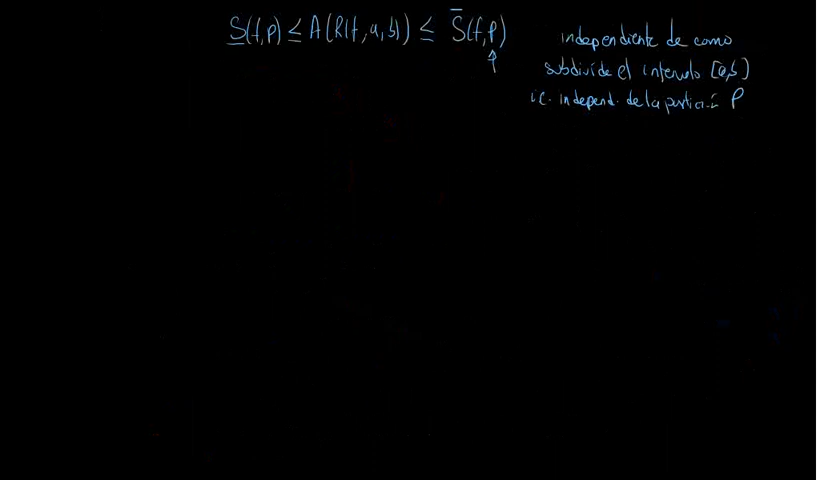 S(f,p) ≤ A(R(f,a,b)) ≤ S̄(f,p)
independiente de como
subdivide el intervalo [a,b]
i.e. independ. de la partición P